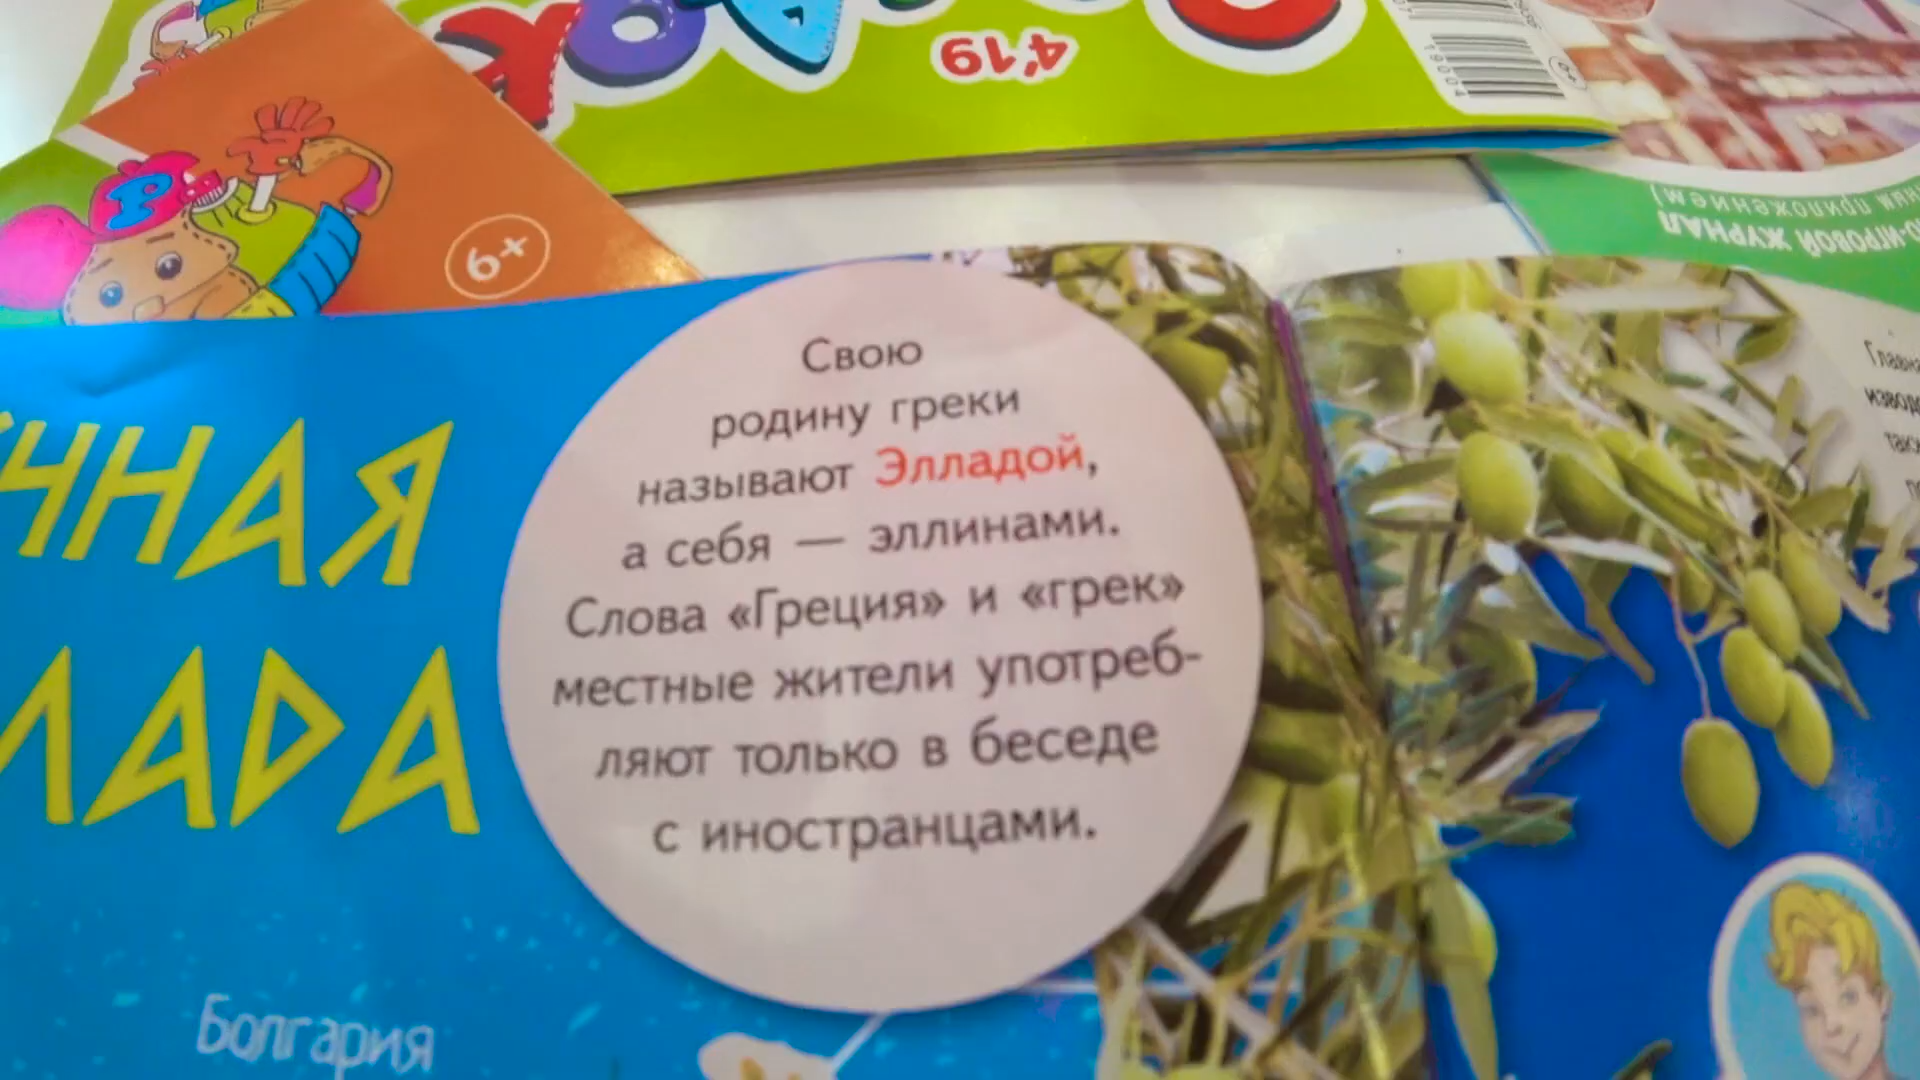 4'19
6+
Свою
родину греки
называют Элладой,
а себя — эллинами.
Слова «Греция» и «грек»
местные жители употреб-
ляют только в беседе
с иностранцами.
ЧНАЯ
ЛАДА
Болгария
ЖУРНАЛ